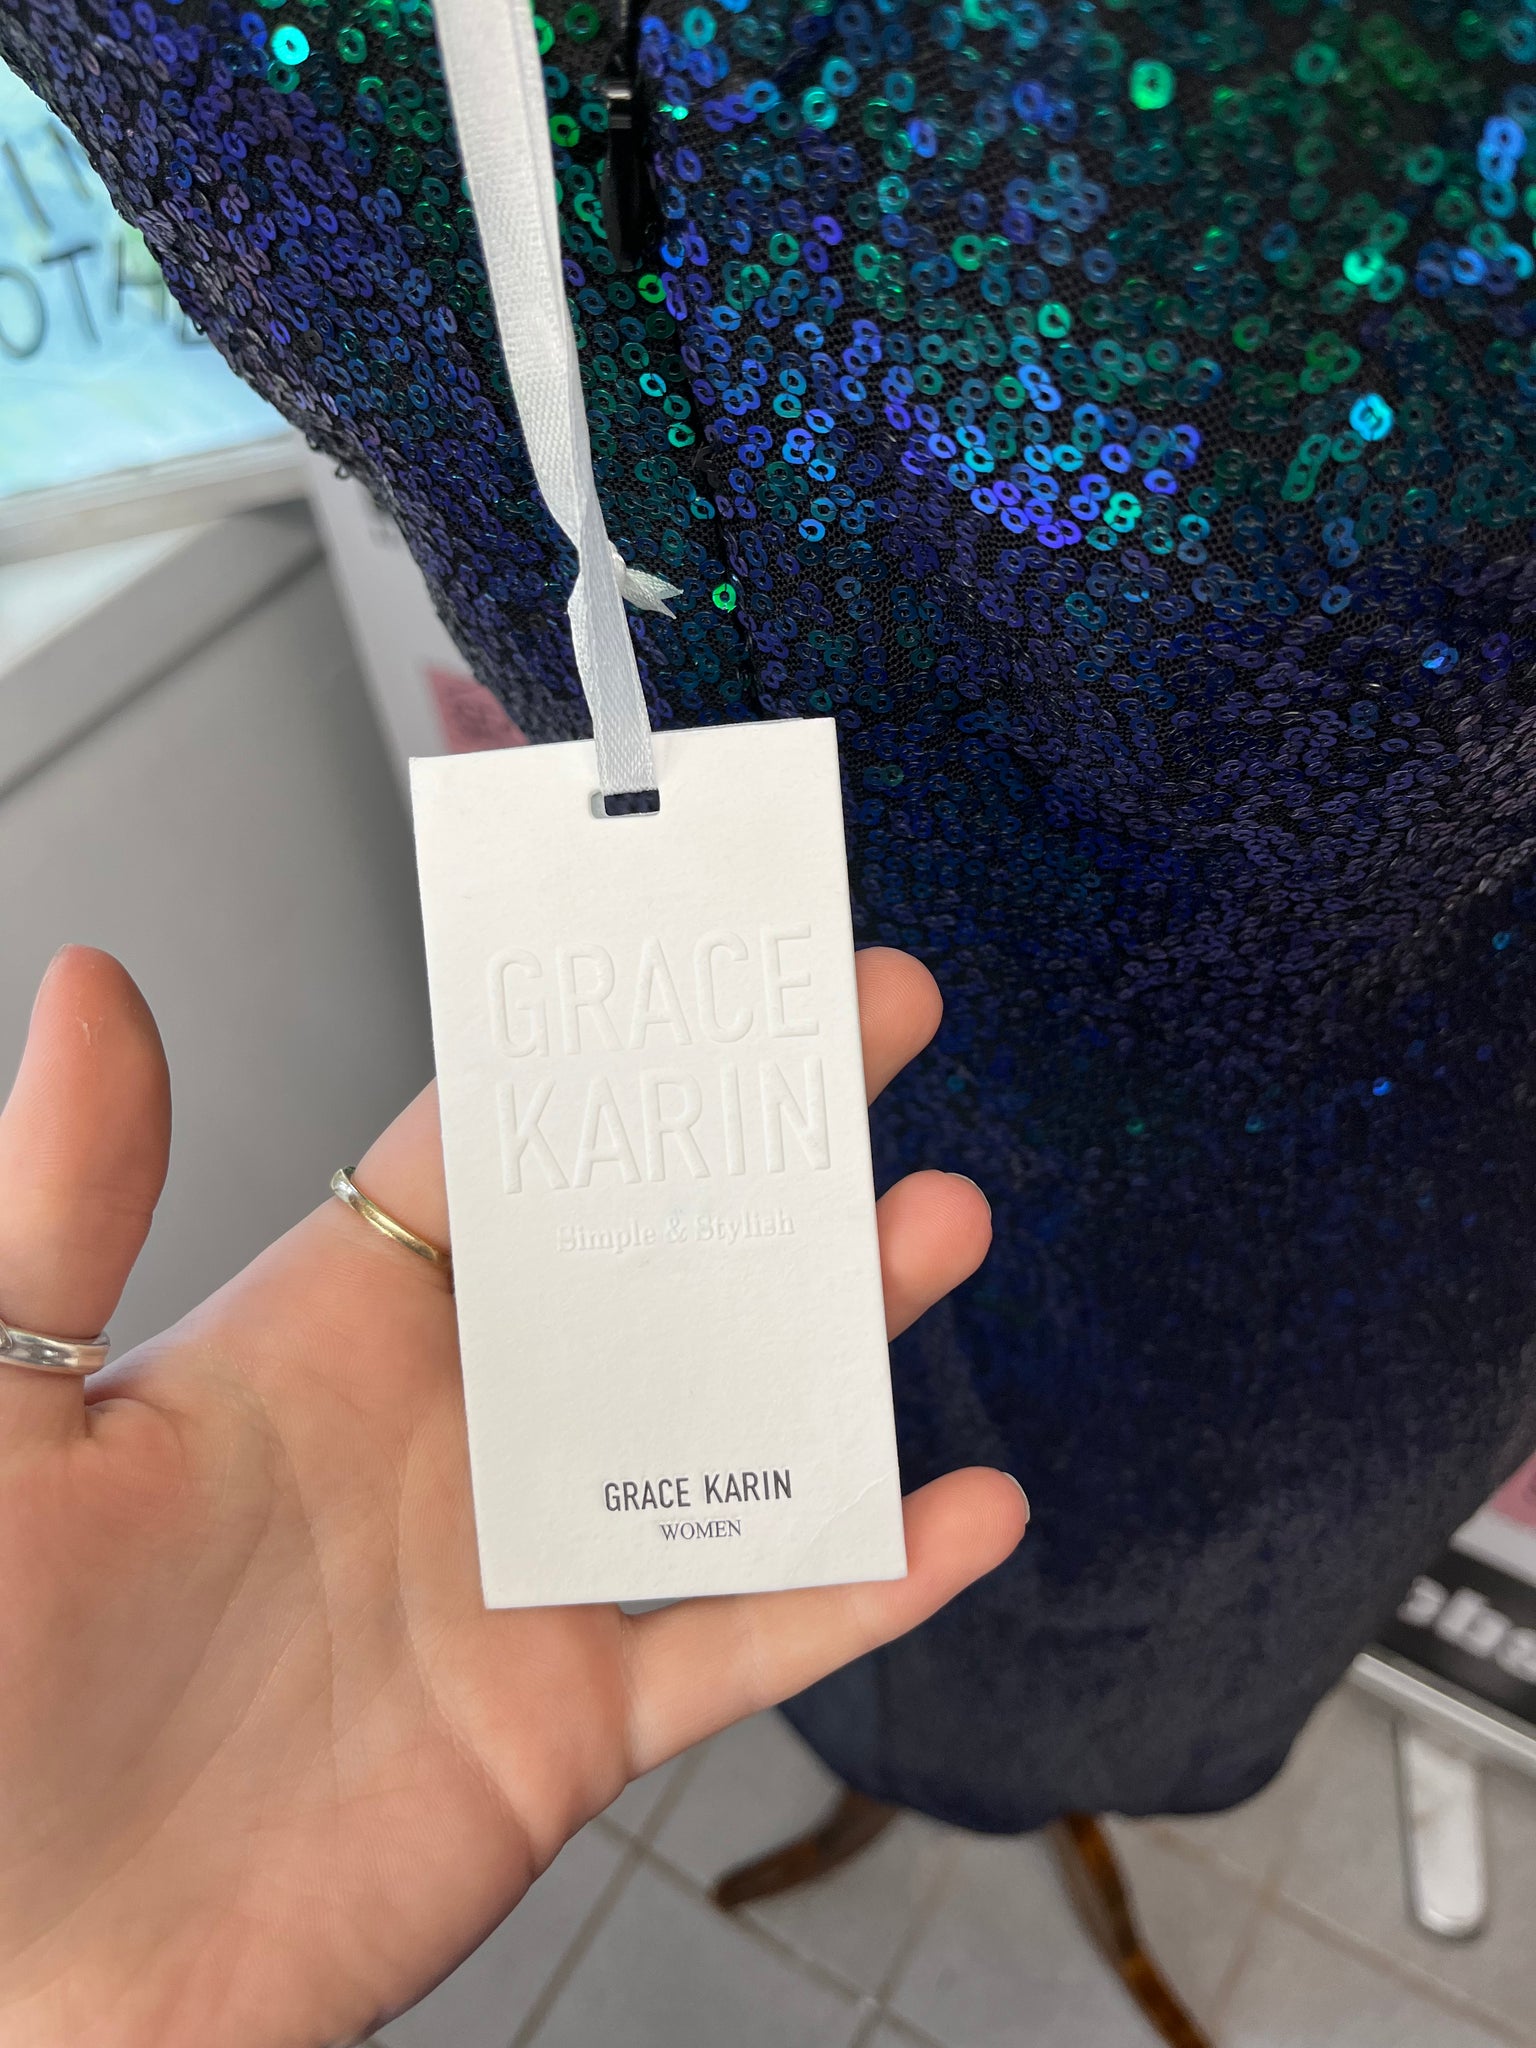 GRACE
KARIN
Simple & Stylish
GRACE KARIN
WOMEN